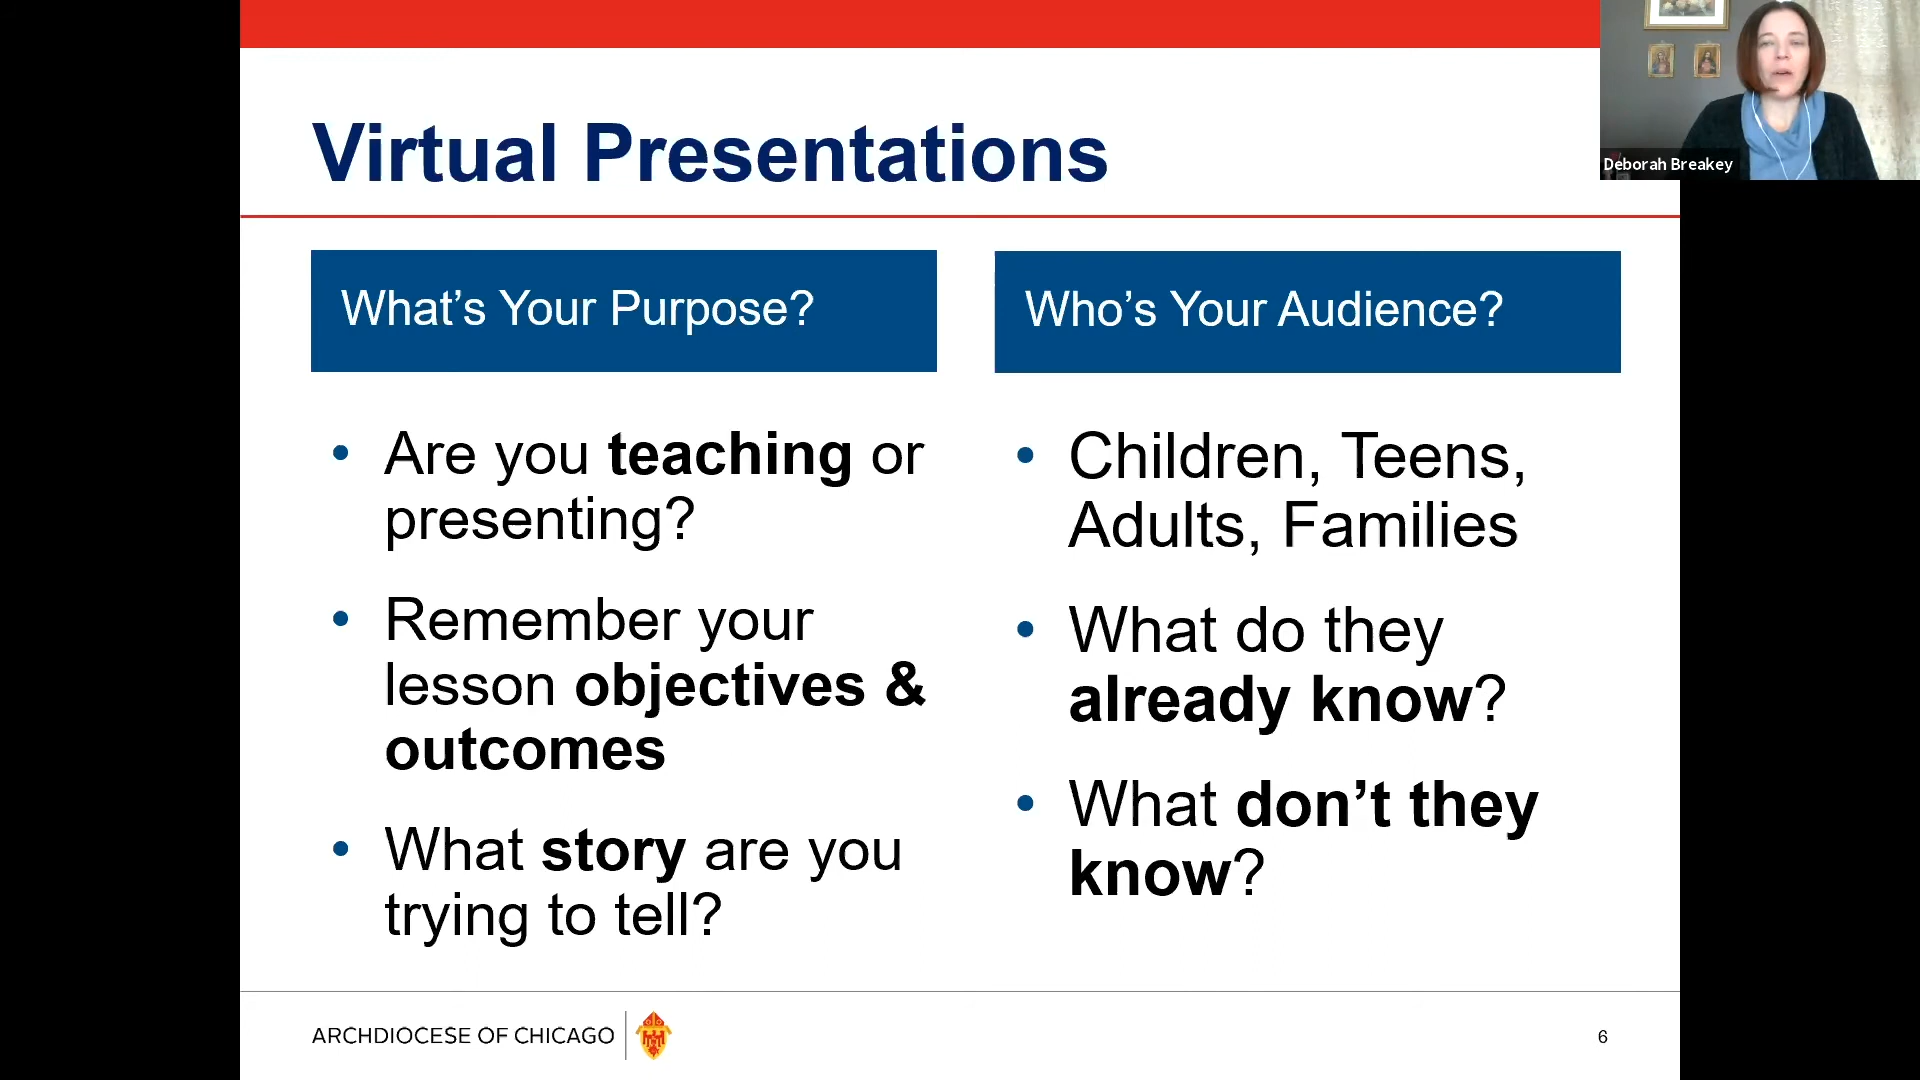 Virtual Presentations
Deborah Breakey
What’s Your Purpose?
• Are you teaching or
presenting?
• Remember your
lesson objectives &
outcomes
• What story are you
trying to tell?
Who’s Your Audience?
• Children, Teens,
Adults, Families
• What do they
already know?
• What don’t they
know?
ARCHDIOCESE OF CHICAGO
6